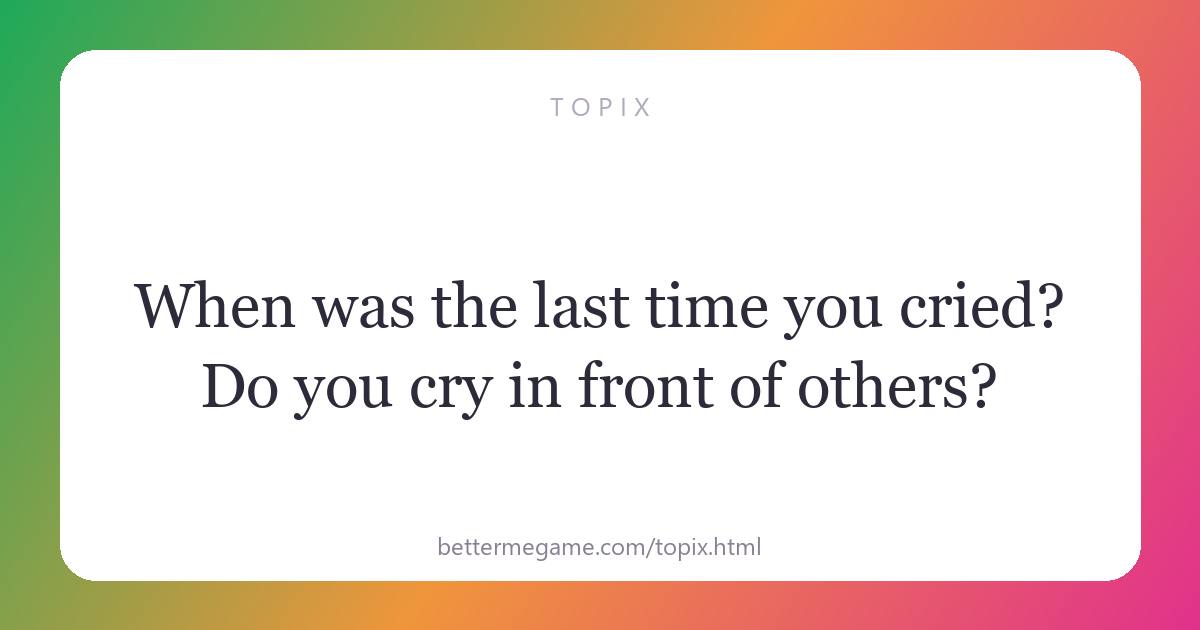 TOPIX
When was the last time you cried?
Do you cry in front of others?
bettermegame.com/topix.html